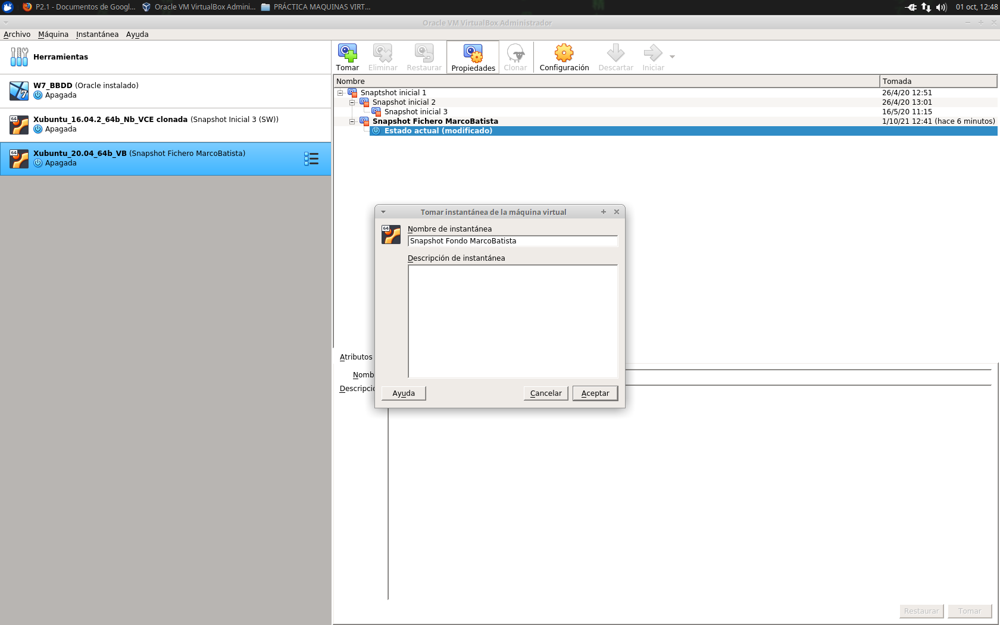 P2.1 - Documentos de Googl... Oracle VM VirtualBox Admini... PRÁCTICA MAQUINAS VIRT... 01 oct, 12:48
Oracle VM VirtualBox Administrador
Archivo Máquina Instantánea Ayuda
Herramientas
Tomar Eliminar Restaurar Propiedades Clonar Configuración Descartar Iniciar
W7_BBDD (Oracle instalado)
Apagada
64
Xubuntu_16.04.2_64b_Nb_VCE clonada (Snapshot Inicial 3 (SW))
Apagada
64
Xubuntu_20.04_64b_VB (Snapshot Fichero MarcoBatista)
Apagada
Nombre Tomada
Snaptshot inicial 1 26/4/20 12:51
Snapshot inicial 2 26/4/20 13:01
Snapshot inicial 3 16/5/20 11:15
Snapshot Fichero MarcoBatista 1/10/21 12:41 (hace 6 minutos)
Estado actual (modificado)
Tomar instantánea de la máquina virtual
64
Nombre de instantánea
Snapshot Fondo MarcoBatista
Descripción de instantánea
Ayuda Cancelar Aceptar
Atributos
Nomb
Descripci
Restaurar Tomar